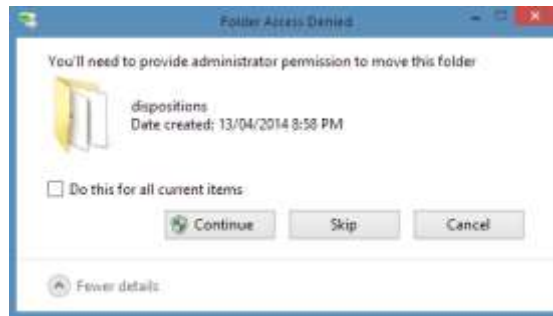 Folder Access Denied
You'll need to provide administrator permission to move this folder
dispositions
Date created: 13/04/2014 8:58 PM
Do this for all current items
Continue
Skip
Cancel
Fewer details